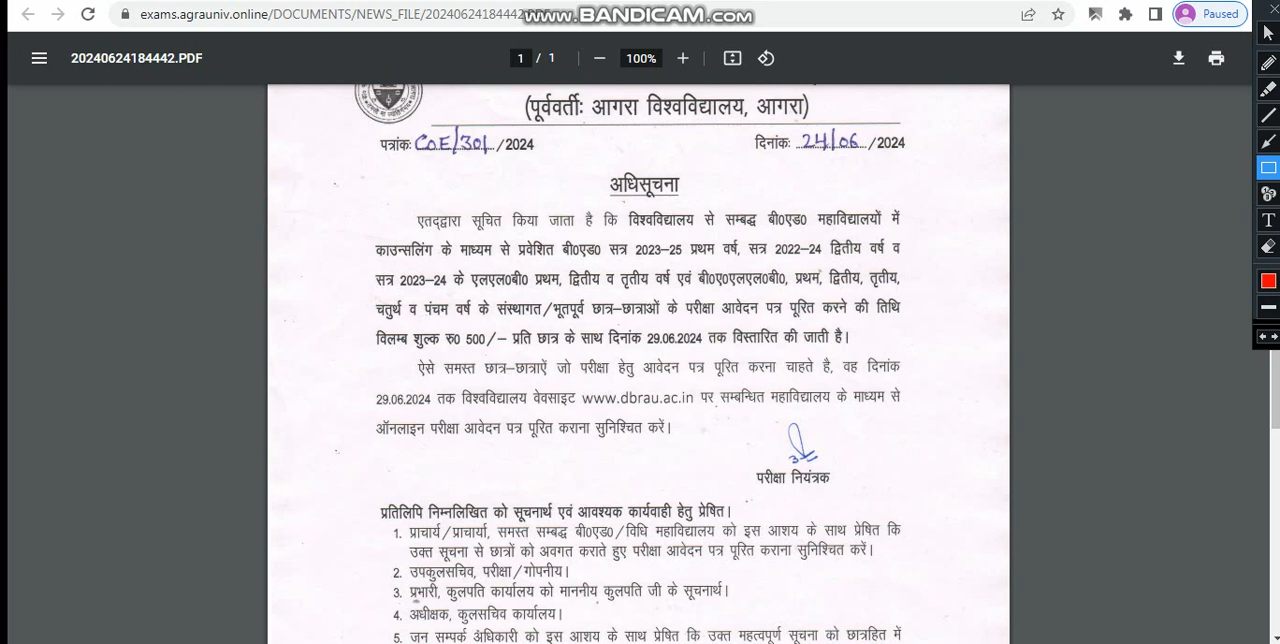 exams.agrauniv.online/DOCUMENTS/NEWS_FILE/20240624184442.PDF
www.BANDICAM.com
Paused
20240624184442.PDF
1 / 1
100%
(पूर्ववर्तीः आगरा विश्वविद्यालय, आगरा)
पत्रांकः COE/301/2024
दिनांकः 24/06/2024
अधिसूचना
एतद्द्वारा सूचित किया जाता है कि विश्वविद्यालय से सम्बद्ध बी0एड0 महाविद्यालयों में
काउन्सलिंग के माध्यम से प्रवेशित बी0एड0 सत्र 2023–25 प्रथम वर्ष, सत्र 2022–24 द्वितीय वर्ष व
सत्र 2023–24 के एलएल0बी0 प्रथम, द्वितीय व तृतीय वर्ष एवं बी0ए0एलएल0बी0, प्रथम, द्वितीय, तृतीय,
चतुर्थ व पंचम वर्ष के संस्थागत/भूतपूर्व छात्र–छात्राओं के परीक्षा आवेदन पत्र पूरित करने की तिथि
विलम्ब शुल्क रु0 500/– प्रति छात्र के साथ दिनांक 29.06.2024 तक विस्तारित की जाती है।
ऐसे समस्त छात्र–छात्राऐं जो परीक्षा हेतु आवेदन पत्र पूरित करना चाहते है, वह दिनांक
29.06.2024 तक विश्वविद्यालय वेवसाइट www.dbrau.ac.in पर सम्बन्धित महाविद्यालय के माध्यम से
ऑनलाइन परीक्षा आवेदन पत्र पूरित कराना सुनिश्चित करें।
परीक्षा नियंत्रक
प्रतिलिपि निम्नलिखित को सूचनार्थ एवं आवश्यक कार्यवाही हेतु प्रेषित।
1. प्राचार्य/प्राचार्या, समस्त सम्बद्ध बी0एड0/विधि महाविद्यालय को इस आशय के साथ प्रेषित कि
उक्त सूचना से छात्रों को अवगत कराते हुए परीक्षा आवेदन पत्र पूरित कराना सुनिश्चित करें।
2. उपकुलसचिव, परीक्षा/गोपनीय।
3. प्रभारी, कुलपति कार्यालय को माननीय कुलपति जी के सूचनार्थ।
4. अधीक्षक, कुलसचिव कार्यालय।
5. जन सम्पर्क अधिकारी को इस आशय के साथ प्रेषित कि उक्त महत्वपूर्ण सूचना को छात्रहित में